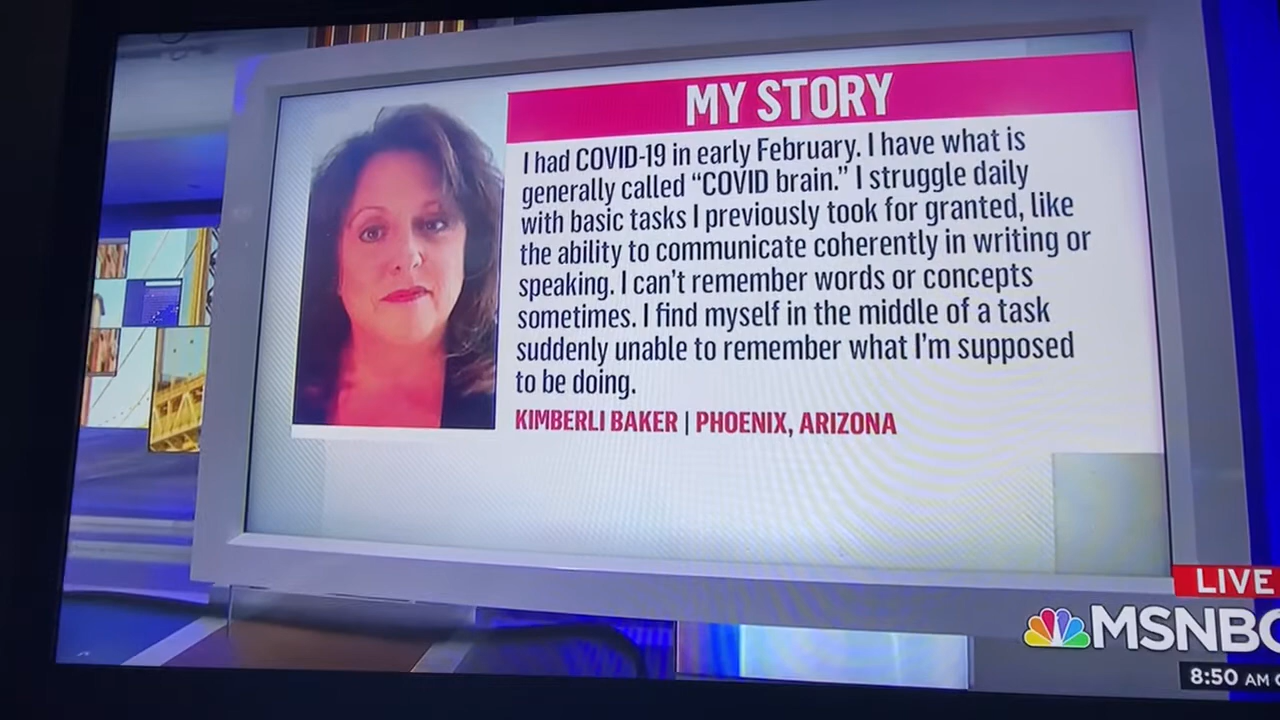 MY STORY
I had COVID-19 in early February. I have what is
generally called “COVID brain.” I struggle daily
with basic tasks I previously took for granted, like
the ability to communicate coherently in writing or
speaking. I can’t remember words or concepts
sometimes. I find myself in the middle of a task
suddenly unable to remember what I’m supposed
to be doing.
KIMBERLI BAKER | PHOENIX, ARIZONA
LIVE
MSNBC
8:50 AM